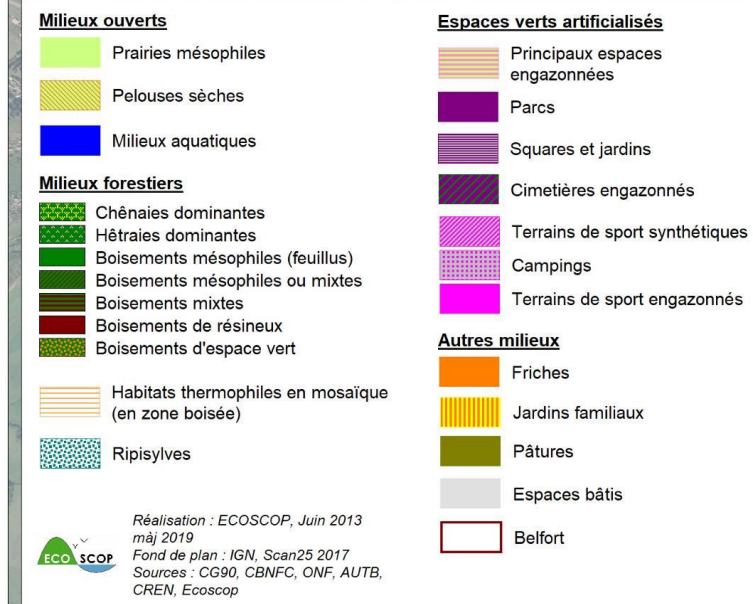 Milieux ouverts
Prairies mésophiles
Pelouses sèches
Milieux aquatiques
Milieux forestiers
Chênaies dominantes
Hêtraies dominantes
Boisements mésophiles (feuillus)
Boisements mésophiles ou mixtes
Boisements mixtes
Boisements de résineux
Boisements d'espace vert
Habitats thermophiles en mosaïque
(en zone boisée)
Ripisylves
ECO SCOP
Réalisation : ECOSCOP, Juin 2013
màj 2019
Fond de plan : IGN, Scan25 2017
Sources : CG90, CBNFC, ONF, AUTB,
CREN, Ecoscop
Espaces verts artificialisés
Principaux espaces
engazonnées
Parcs
Squares et jardins
Cimetières engazonnés
Terrains de sport synthétiques
Campings
Terrains de sport engazonnés
Autres milieux
Friches
Jardins familiaux
Pâtures
Espaces bâtis
Belfort